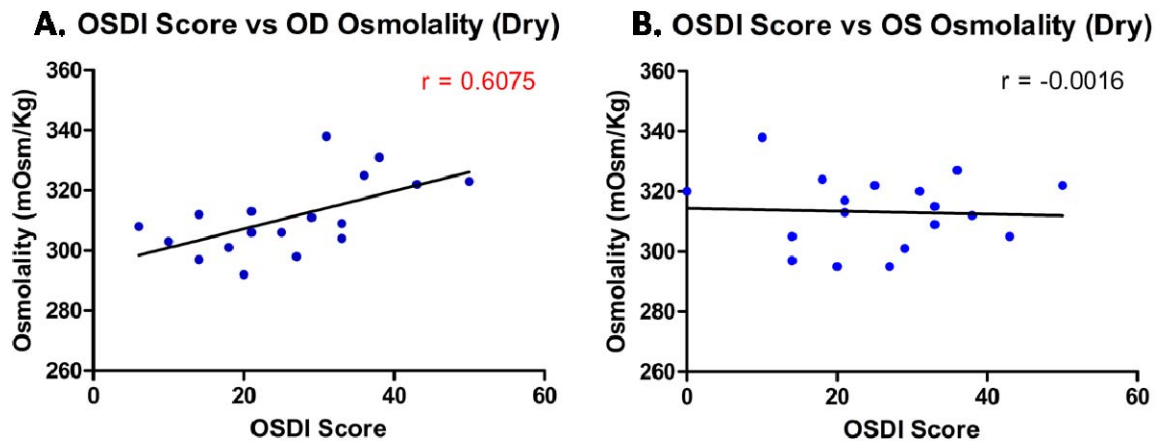 A. OSDI Score vs OD Osmolality (Dry)
r = 0.6075
Osmolality (mOsm/Kg)
360
340
320
300
280
260
0 20 40 60
OSDI Score
B. OSDI Score vs OS Osmolality (Dry)
r = -0.0016
Osmolality (mOsm/Kg)
360
340
320
300
280
260
0 20 40 60
OSDI Score